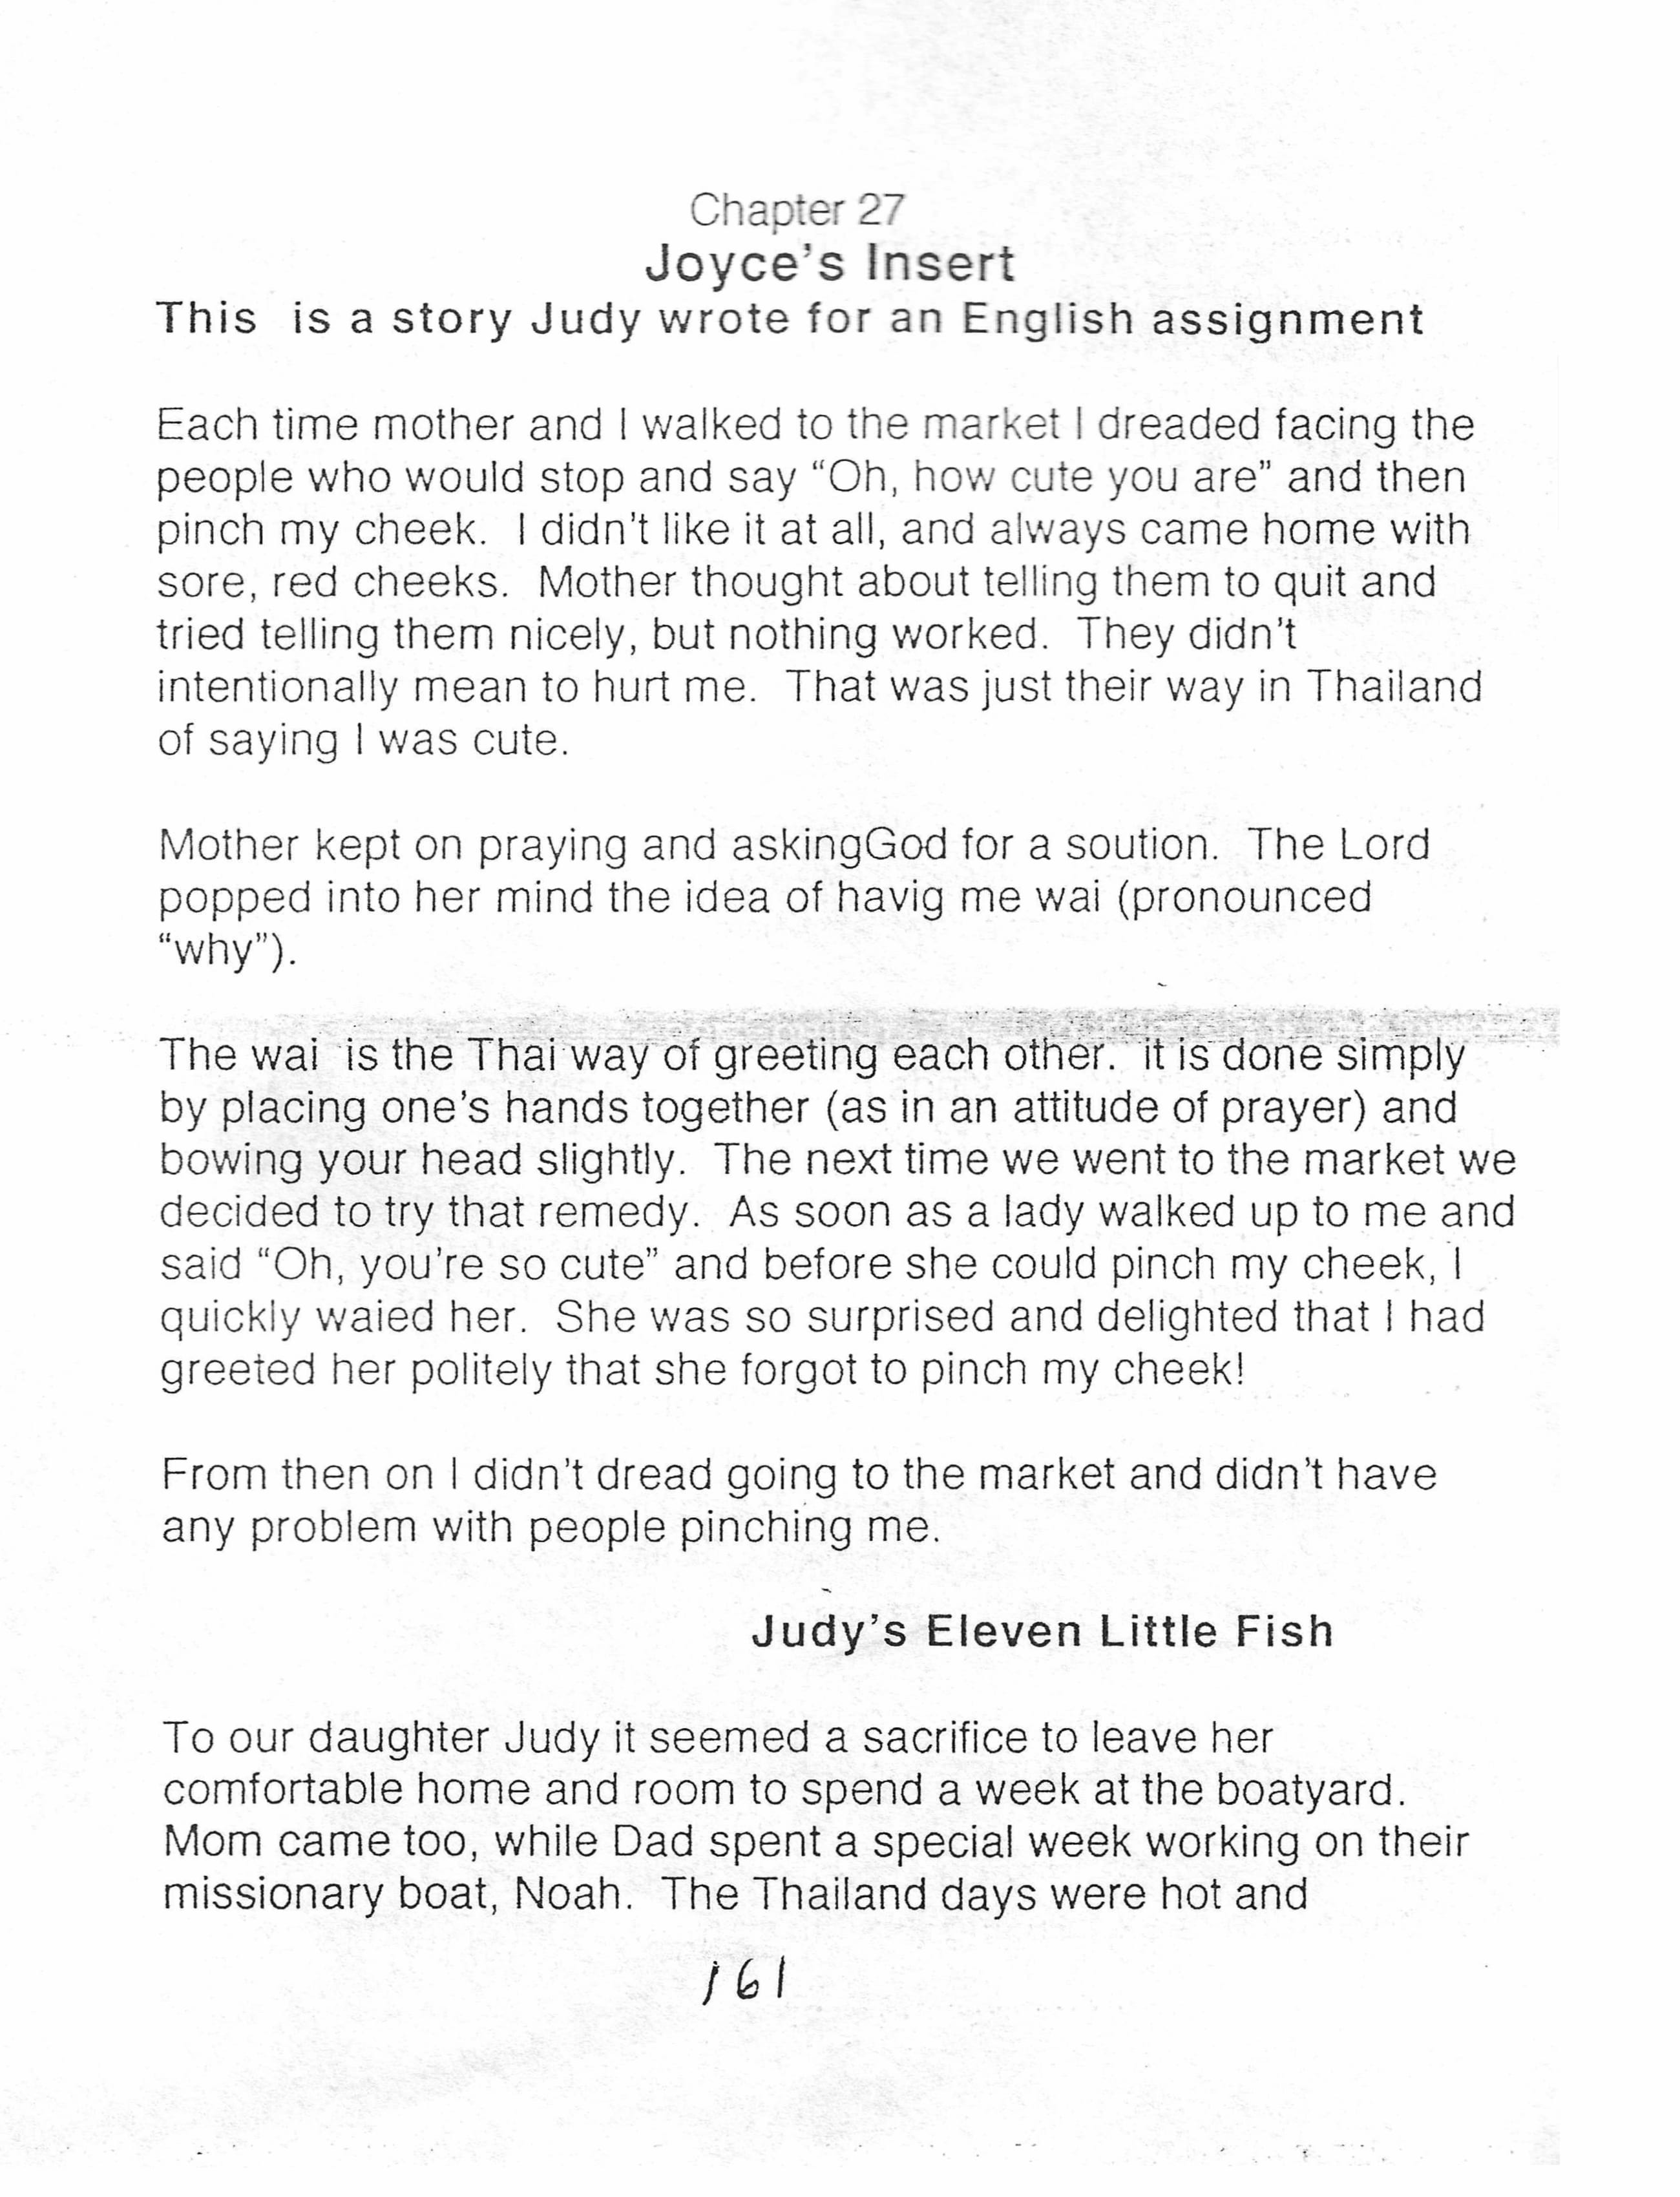 Chapter 27
Joyce's Insert
This is a story Judy wrote for an English assignment
Each time mother and I walked to the market I dreaded facing the
people who would stop and say “Oh, how cute you are” and then
pinch my cheek. I didn't like it at all, and always came home with
sore, red cheeks. Mother thought about telling them to quit and
tried telling them nicely, but nothing worked. They didn't
intentionally mean to hurt me. That was just their way in Thailand
of saying I was cute.
Mother kept on praying and askingGod for a soution. The Lord
popped into her mind the idea of havig me wai (pronounced
“why”).
The wai is the Thai way of greeting each other. it is done simply
by placing one's hands together (as in an attitude of prayer) and
bowing your head slightly. The next time we went to the market we
decided to try that remedy. As soon as a lady walked up to me and
said “Oh, you're so cute” and before she could pinch my cheek, I
quickly waied her. She was so surprised and delighted that I had
greeted her politely that she forgot to pinch my cheek!
From then on I didn't dread going to the market and didn't have
any problem with people pinching me.
Judy's Eleven Little Fish
To our daughter Judy it seemed a sacrifice to leave her
comfortable home and room to spend a week at the boatyard.
Mom came too, while Dad spent a special week working on their
missionary boat, Noah. The Thailand days were hot and
161